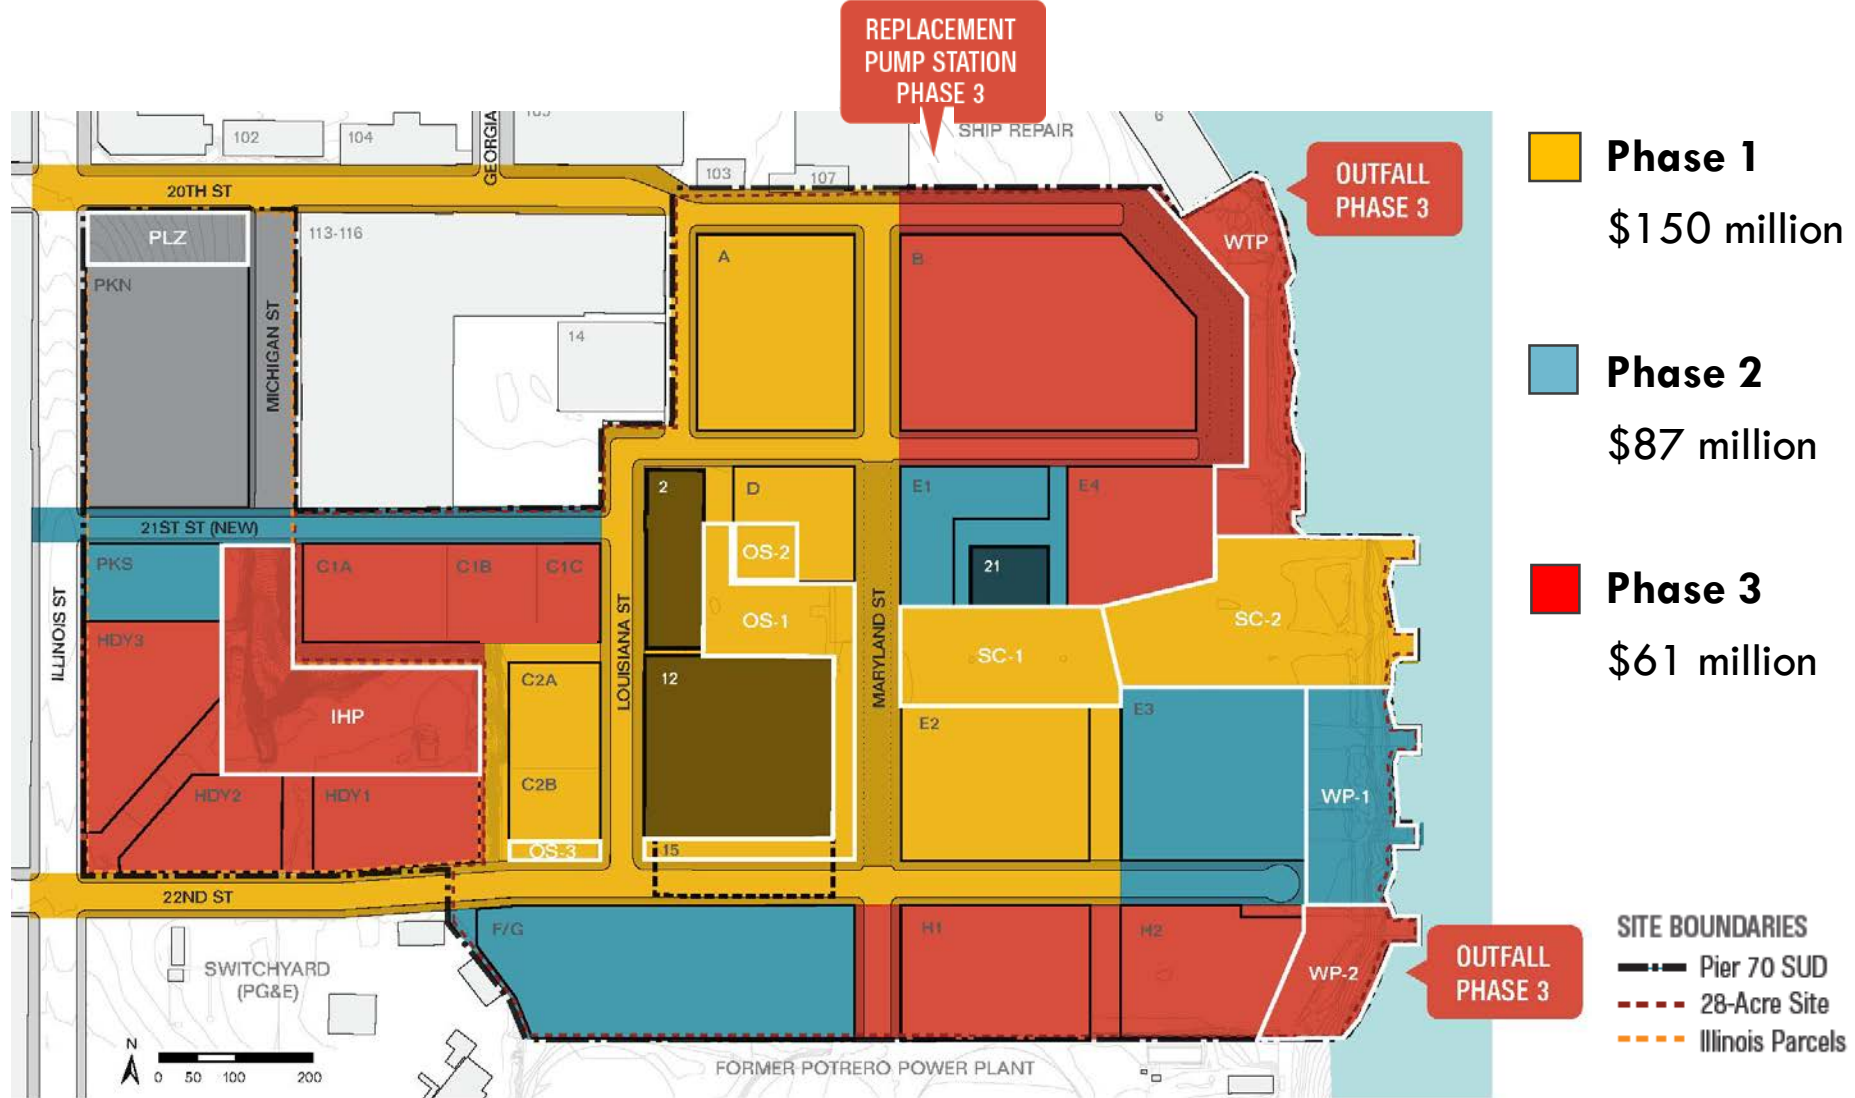 REPLACEMENT
PUMP STATION
PHASE 3
GEORGIA
102
104
103
107
SHIP REPAIR
6
OUTFALL
PHASE 3
20TH ST
PLZ
PKN
MICHIGAN ST
113-116
14
A
B
WTP
2
D
E1
E4
21ST ST (NEW)
PKS
C1A
C1B
C1C
OS-2
21
ILLINOIS ST
HDY3
IHP
LOUISIANA ST
OS-1
MARYLAND ST
SC-1
SC-2
C2A
12
E2
E3
HDY2
HDY1
C2B
WP-1
OS-3
15
22ND ST
F/G
H1
H2
WP-2
OUTFALL
PHASE 3
SWITCHYARD
(PG&E)
N
0 50 100 200
FORMER POTRERO POWER PLANT
Phase 1
$150 million
Phase 2
$87 million
Phase 3
$61 million
SITE BOUNDARIES
Pier 70 SUD
28-Acre Site
Illinois Parcels